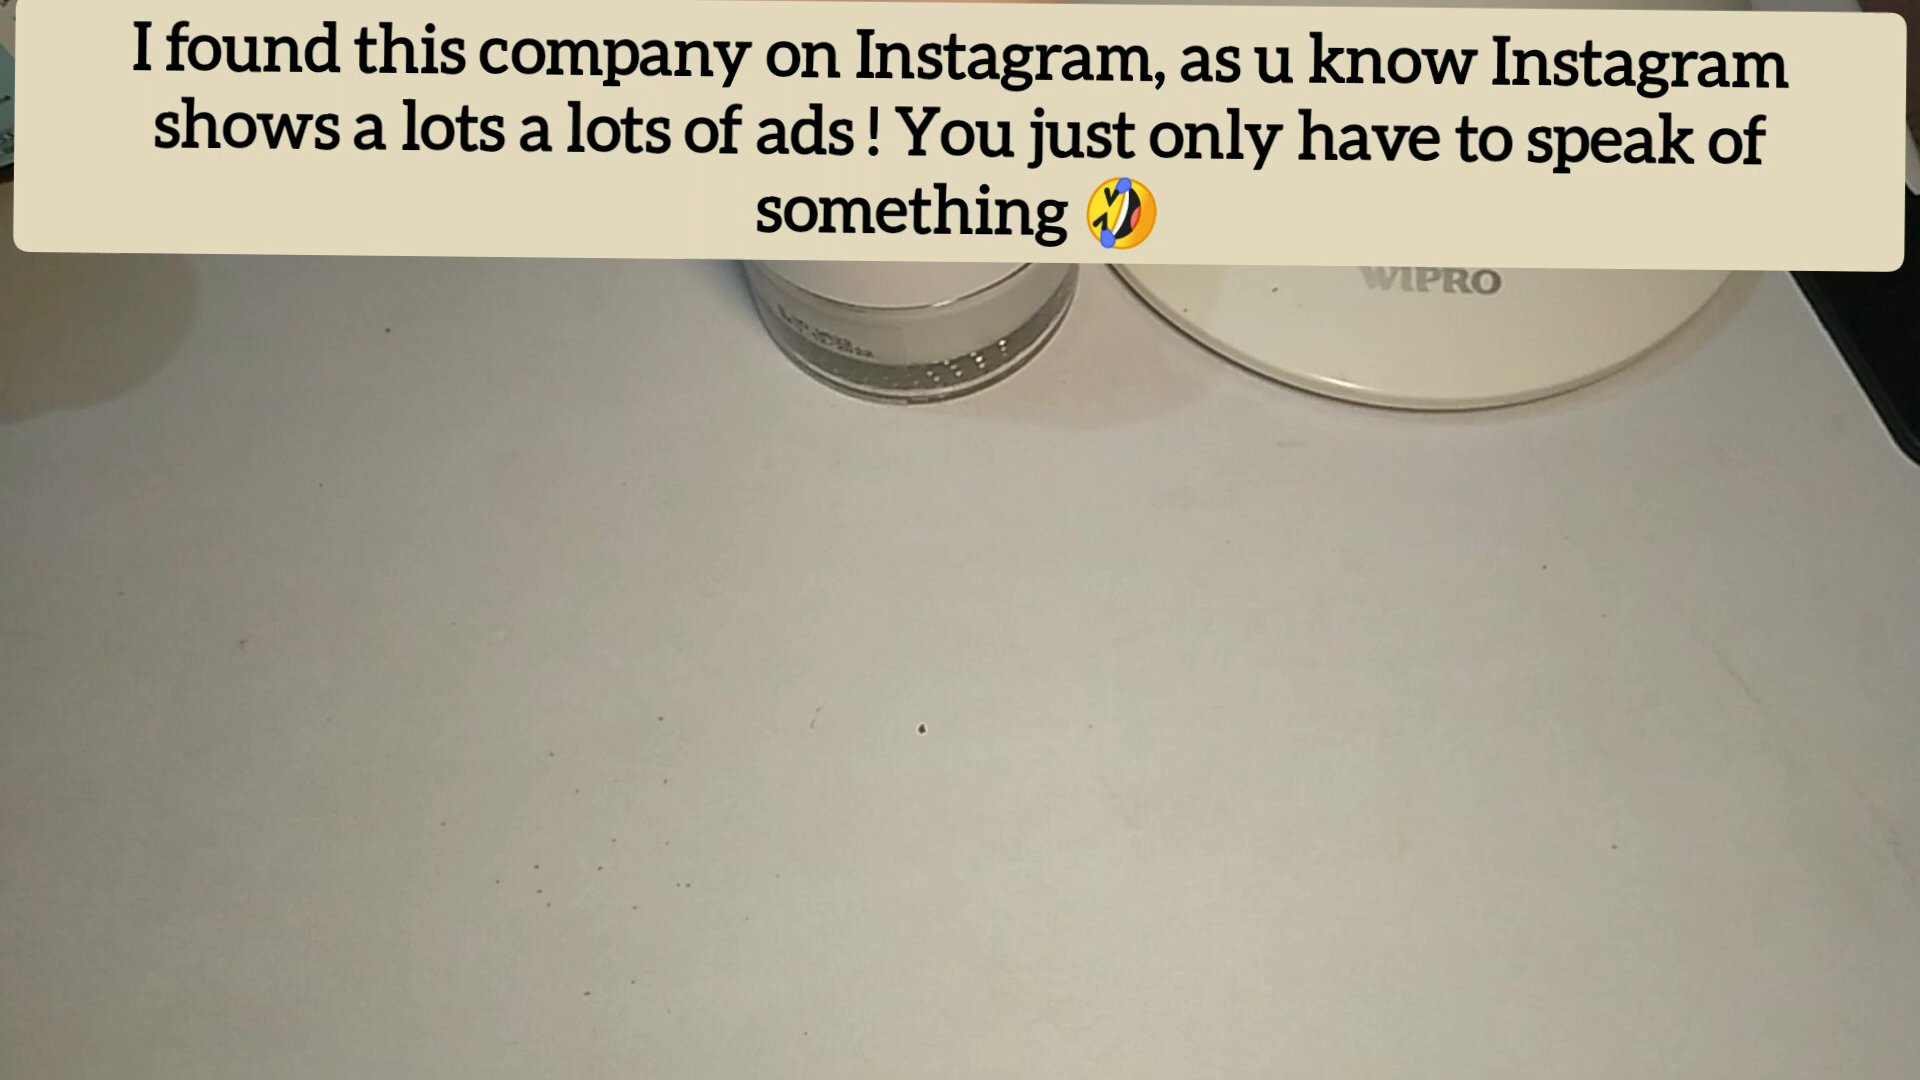 I found this company on Instagram, as u know Instagram
shows a lots a lots of ads ! You just only have to speak of
something 🤣
WIPRO